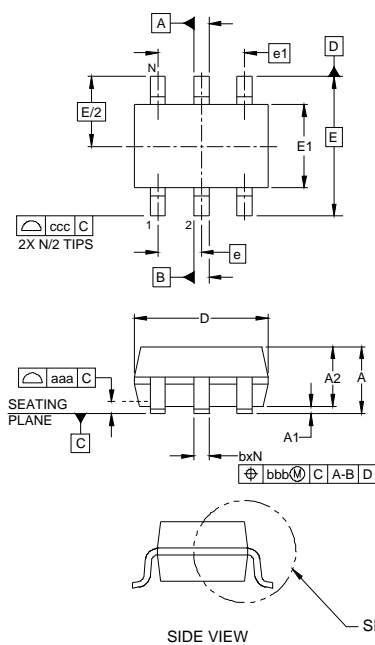 A
e1
D
N
E/2
E1
E
ccc C
2X N/2 TIPS
1
2
e
B
D
aaa C
A2
A
SEATING
PLANE
A1
C
bxN
bbb M C A-B D
SIDE VIEW